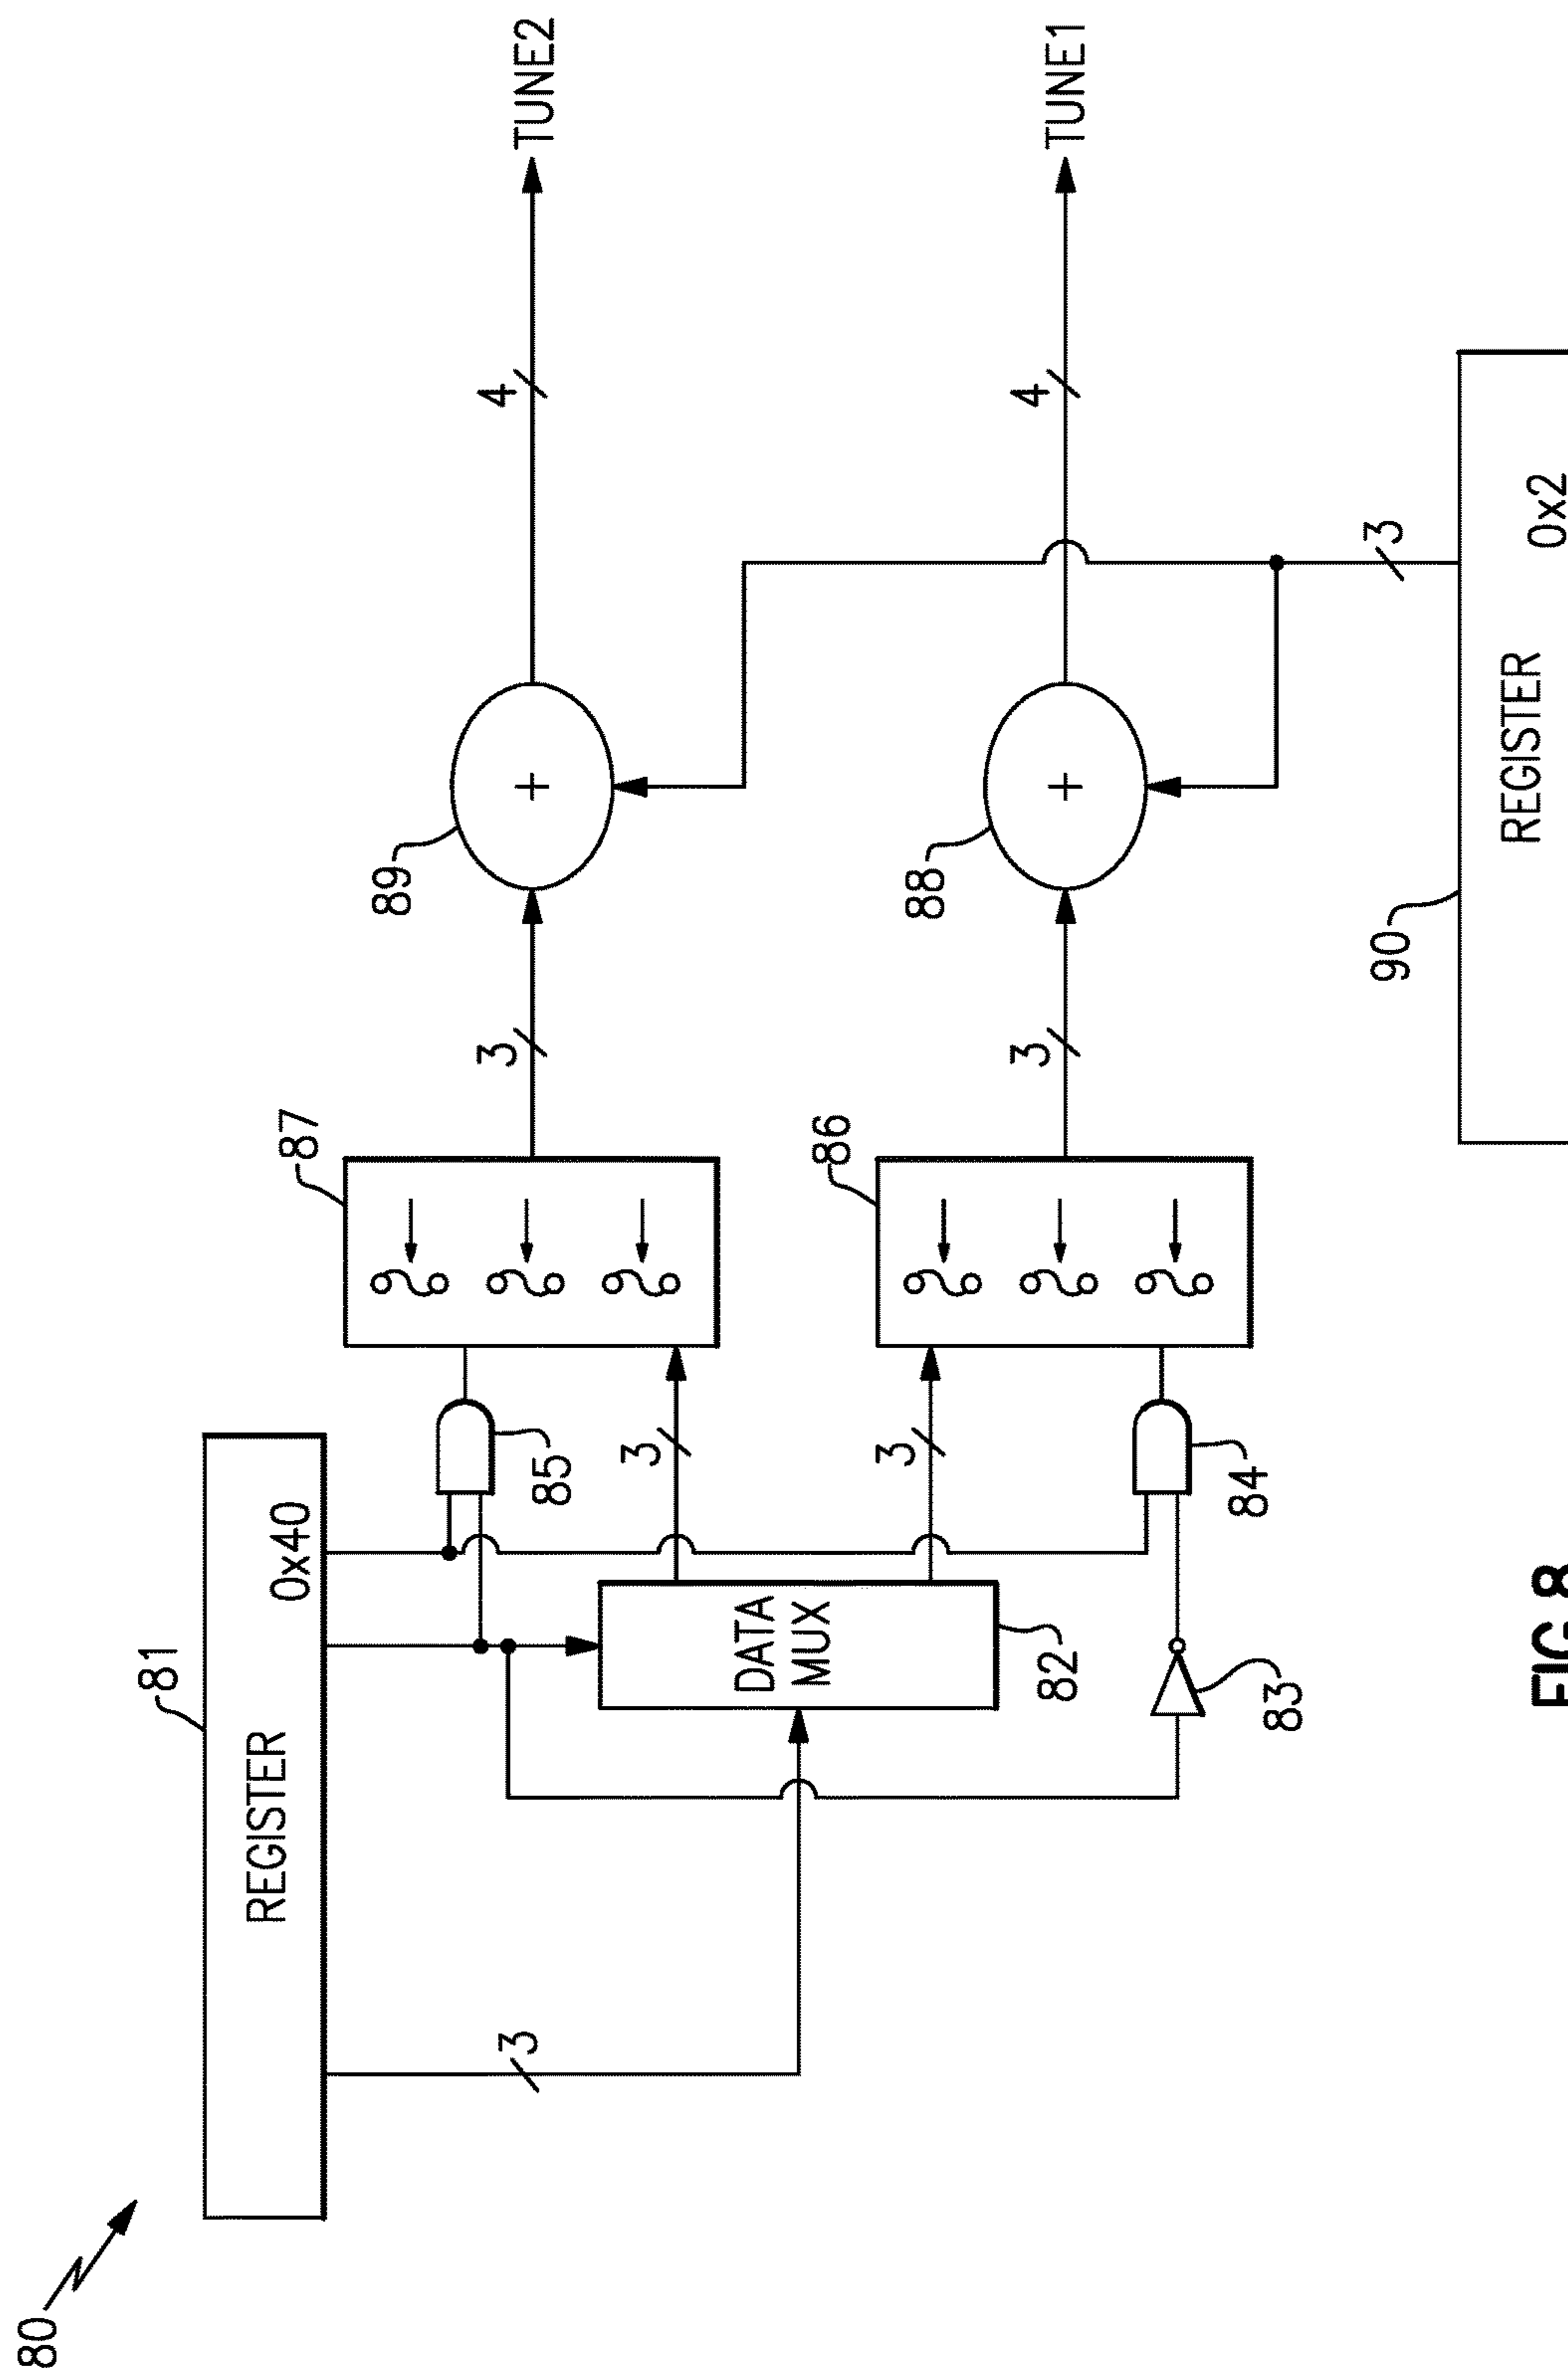 80
81
REGISTER
0x40
87
89
3
4
3
TUNE2
85
3
DATA
MUX
86
3
88
3
4
82
TUNE1
84
83
3
90
REGISTER
0x2
FIG.8